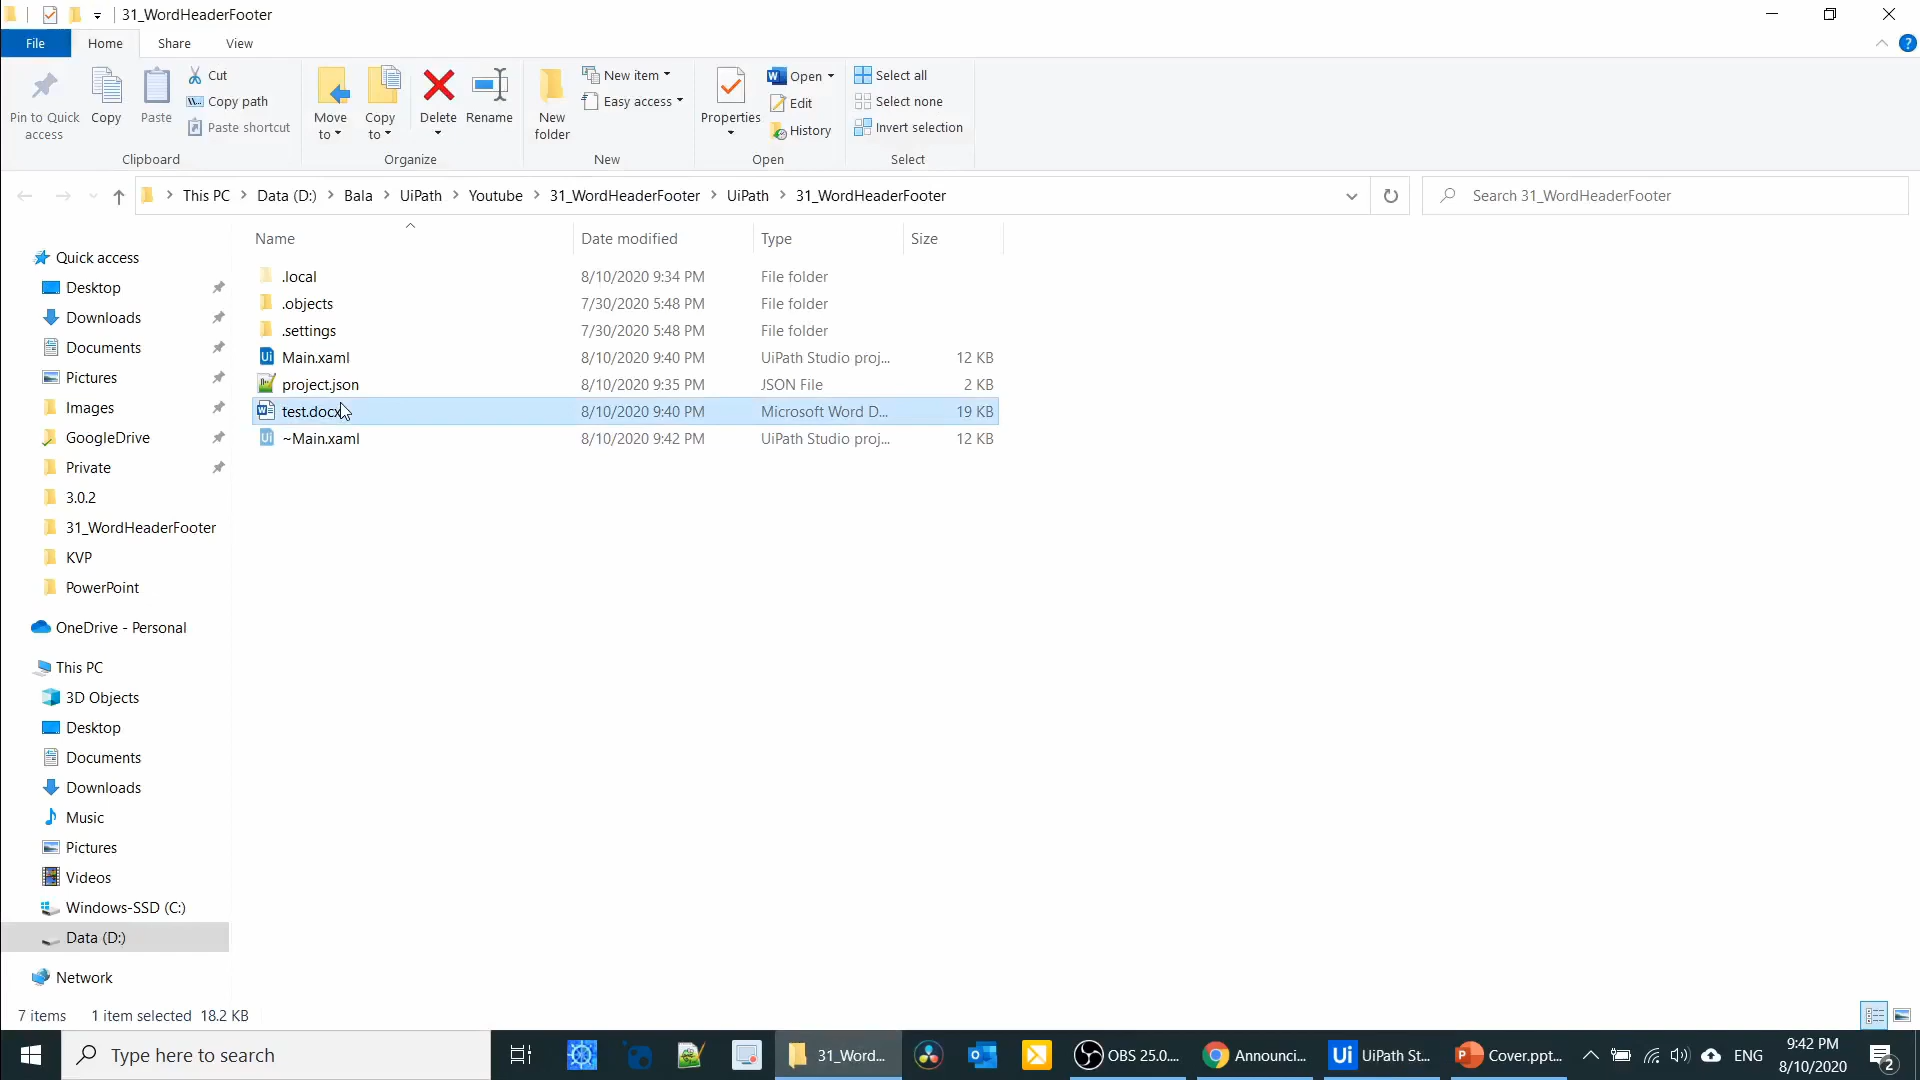 31_WordHeaderFooter
File Home Share View
Pin to Quick access
Copy
Paste
Cut
Copy path
Paste shortcut
Clipboard
Move to
Copy to
Delete
Rename
Organize
New folder
New item
Easy access
New
Properties
Open
Edit
History
Open
Select all
Select none
Invert selection
Select
This PC Data (D:) Bala UiPath Youtube 31_WordHeaderFooter UiPath 31_WordHeaderFooter
Search 31_WordHeaderFooter
Name Date modified Type Size
.local 8/10/2020 9:34 PM File folder
.objects 7/30/2020 5:48 PM File folder
.settings 7/30/2020 5:48 PM File folder
Main.xaml 8/10/2020 9:40 PM UiPath Studio proj... 12 KB
project.json 8/10/2020 9:35 PM JSON File 2 KB
test.docx 8/10/2020 9:40 PM Microsoft Word D... 19 KB
~Main.xaml 8/10/2020 9:42 PM UiPath Studio proj... 12 KB
Quick access
Desktop
Downloads
Documents
Pictures
Images
GoogleDrive
Private
3.0.2
31_WordHeaderFooter
KVP
PowerPoint
OneDrive - Personal
This PC
3D Objects
Desktop
Documents
Downloads
Music
Pictures
Videos
Windows-SSD (C:)
Data (D:)
Network
7 items 1 item selected 18.2 KB
Type here to search
31_Word...
OBS 25.0....
Announci...
UiPath St...
Cover.ppt...
ENG
9:42 PM
8/10/2020
2